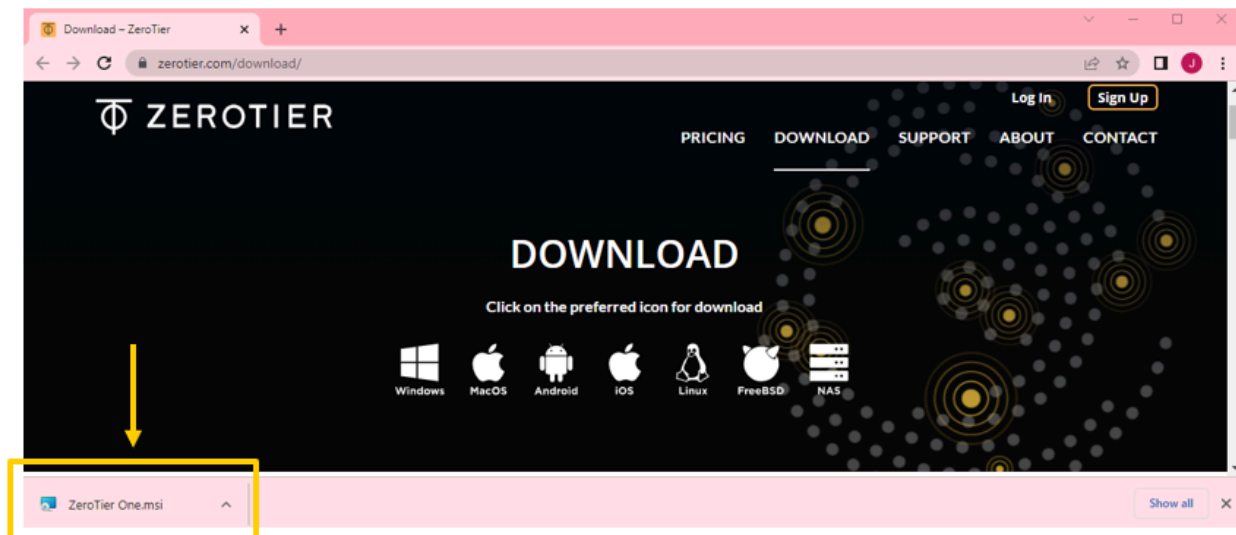 Download – ZeroTier
zerotier.com/download/
J
ZEROTIER
Log In Sign Up
PRICING DOWNLOAD SUPPORT ABOUT CONTACT
DOWNLOAD
Click on the preferred icon for download
Windows MacOS Android iOS Linux FreeBSD NAS
ZeroTier One.msi
Show all